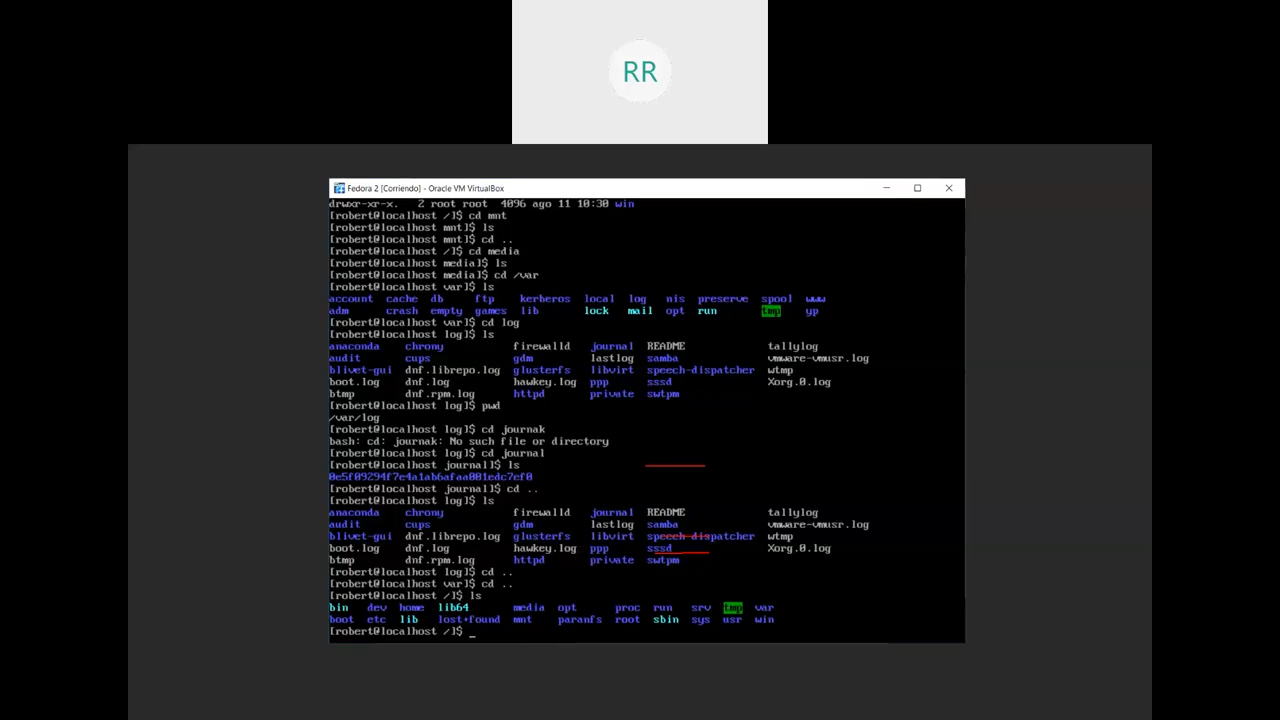 RR
Fedora 2 [Corriendo] - Oracle VM VirtualBox
drwxr-xr-x. 2 root root 4096 ago 11 10:30 win
[robert@localhost /]$ cd mnt
[robert@localhost mnt]$ ls
[robert@localhost mnt]$ cd ..
[robert@localhost /]$ cd media
[robert@localhost media]$ ls
[robert@localhost media]$ cd /var
[robert@localhost var]$ ls
account cache db ftp kerberos local log nis preserve spool www
adm crash empty games lib lock mail opt run tmp yp
[robert@localhost var]$ cd log
[robert@localhost log]$ ls
anaconda chrony firewalld journal README tallylog
audit cups gdm lastlog samba vmware-vmusr.log
blivet-gui dnf.librepo.log glusterfs libvirt speech-dispatcher wtmp
boot.log dnf.log hawkey.log ppp sssd Xorg.0.log
btmp dnf.rpm.log httpd private swtpm
[robert@localhost log]$ pwd
/var/log
[robert@localhost log]$ cd journak
bash: cd: journak: No such file or directory
[robert@localhost log]$ cd journal
[robert@localhost journal]$ ls
0e5f09294f7e4a1ab6afaa001edc7ef0
[robert@localhost journal]$ cd ..
[robert@localhost log]$ ls
anaconda chrony firewalld journal README tallylog
audit cups gdm lastlog samba vmware-vmusr.log
blivet-gui dnf.librepo.log glusterfs libvirt speech-dispatcher wtmp
boot.log dnf.log hawkey.log ppp sssd Xorg.0.log
btmp dnf.rpm.log httpd private swtpm
[robert@localhost log]$ cd ..
[robert@localhost var]$ cd ..
[robert@localhost /]$ ls
bin dev home lib64 media opt proc run srv tmp var
boot etc lib lost+found mnt paranfs root sbin sys usr win
[robert@localhost /]$ _